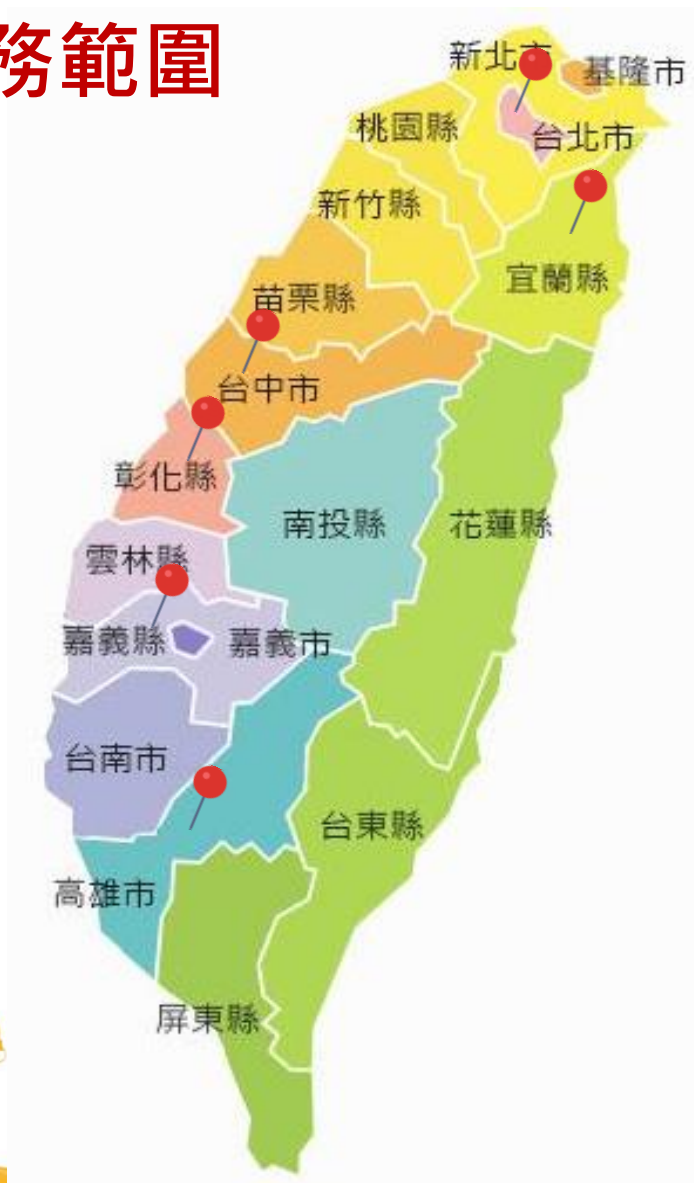 務範圍
新北市
基隆市
桃園縣
台北市
新竹縣
宜蘭縣
苗栗縣
台中市
彰化縣
南投縣
花蓮縣
雲林縣
嘉義縣
嘉義市
台南市
台東縣
高雄市
屏東縣